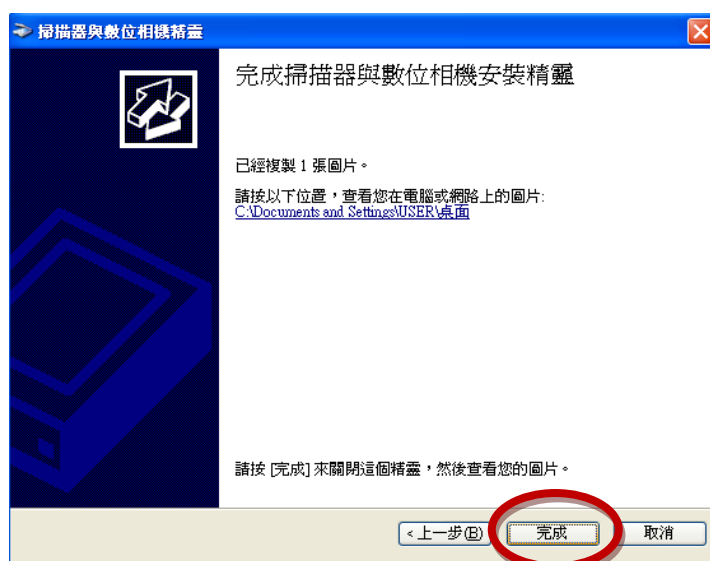 掃描器與數位相機精靈
完成掃描器與數位相機安裝精靈
已經複製 1 張圖片。
請按以下位置，查看您在電腦或網路上的圖片:
C:\Documents and Settings\USER\桌面
請按 [完成] 來關閉這個精靈，然後查看您的圖片。
<上一步(B) 完成 取消